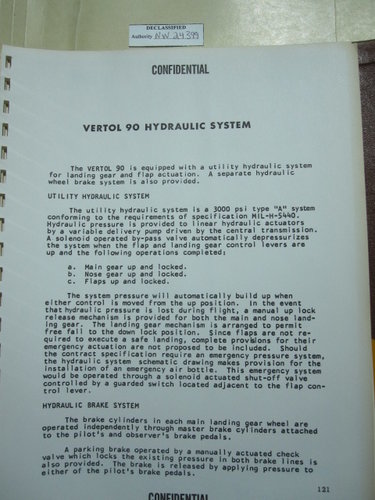 DECLASSIFIED
Authority NW 24399
CONFIDENTIAL
VERTOL 90 HYDRAULIC SYSTEM
The VERTOL 90 is equipped with a utility hydraulic system
for landing gear and flap actuation. A separate hydraulic
wheel brake system is also provided.
UTILITY HYDRAULIC SYSTEM
The utility hydraulic system is a 3000 psi type "A" system
conforming to the requirements of specification MIL-H-5440.
Hydraulic pressure is provided to linear hydraulic actuators
by a variable delivery pump driven by the central transmission.
A solenoid operated by-pass valve automatically depressurizes
the system when the flap and landing gear control levers are
up and the following operations completed:
a. Main gear up and locked.
b. Nose gear up and locked.
c. Flaps up and locked.
The system pressure will automatically build up when
either control is moved from the up position. In the event
that hydraulic pressure is lost during flight, a manual up lock
release mechanism is provided for both the main and nose land-
ing gear. The landing gear mechanism is arranged to permit
free fall to the down lock position. Since flaps are not re-
quired to execute a safe landing, complete provisions for their
emergency actuation are not proposed to be included. Should
the contract specification require an emergency pressure system,
the hydraulic system schematic drawing makes provision for the
installation of an emergency air bottle. This emergency system
would be operated through a solenoid actuated shut-off valve
controlled by a guarded switch located adjacent to the flap con-
trol lever.
HYDRAULIC BRAKE SYSTEM
The brake cylinders in each main landing gear wheel are
operated independently through master brake cylinders attached
to the pilot's and observer's brake pedals.
A parking brake operated by a manually actuated check
valve which locks the existing pressure in both brake lines is
also provided. The brake is released by applying pressure to
either of the pilot's brake pedals.
121
CONFIDENTIAL